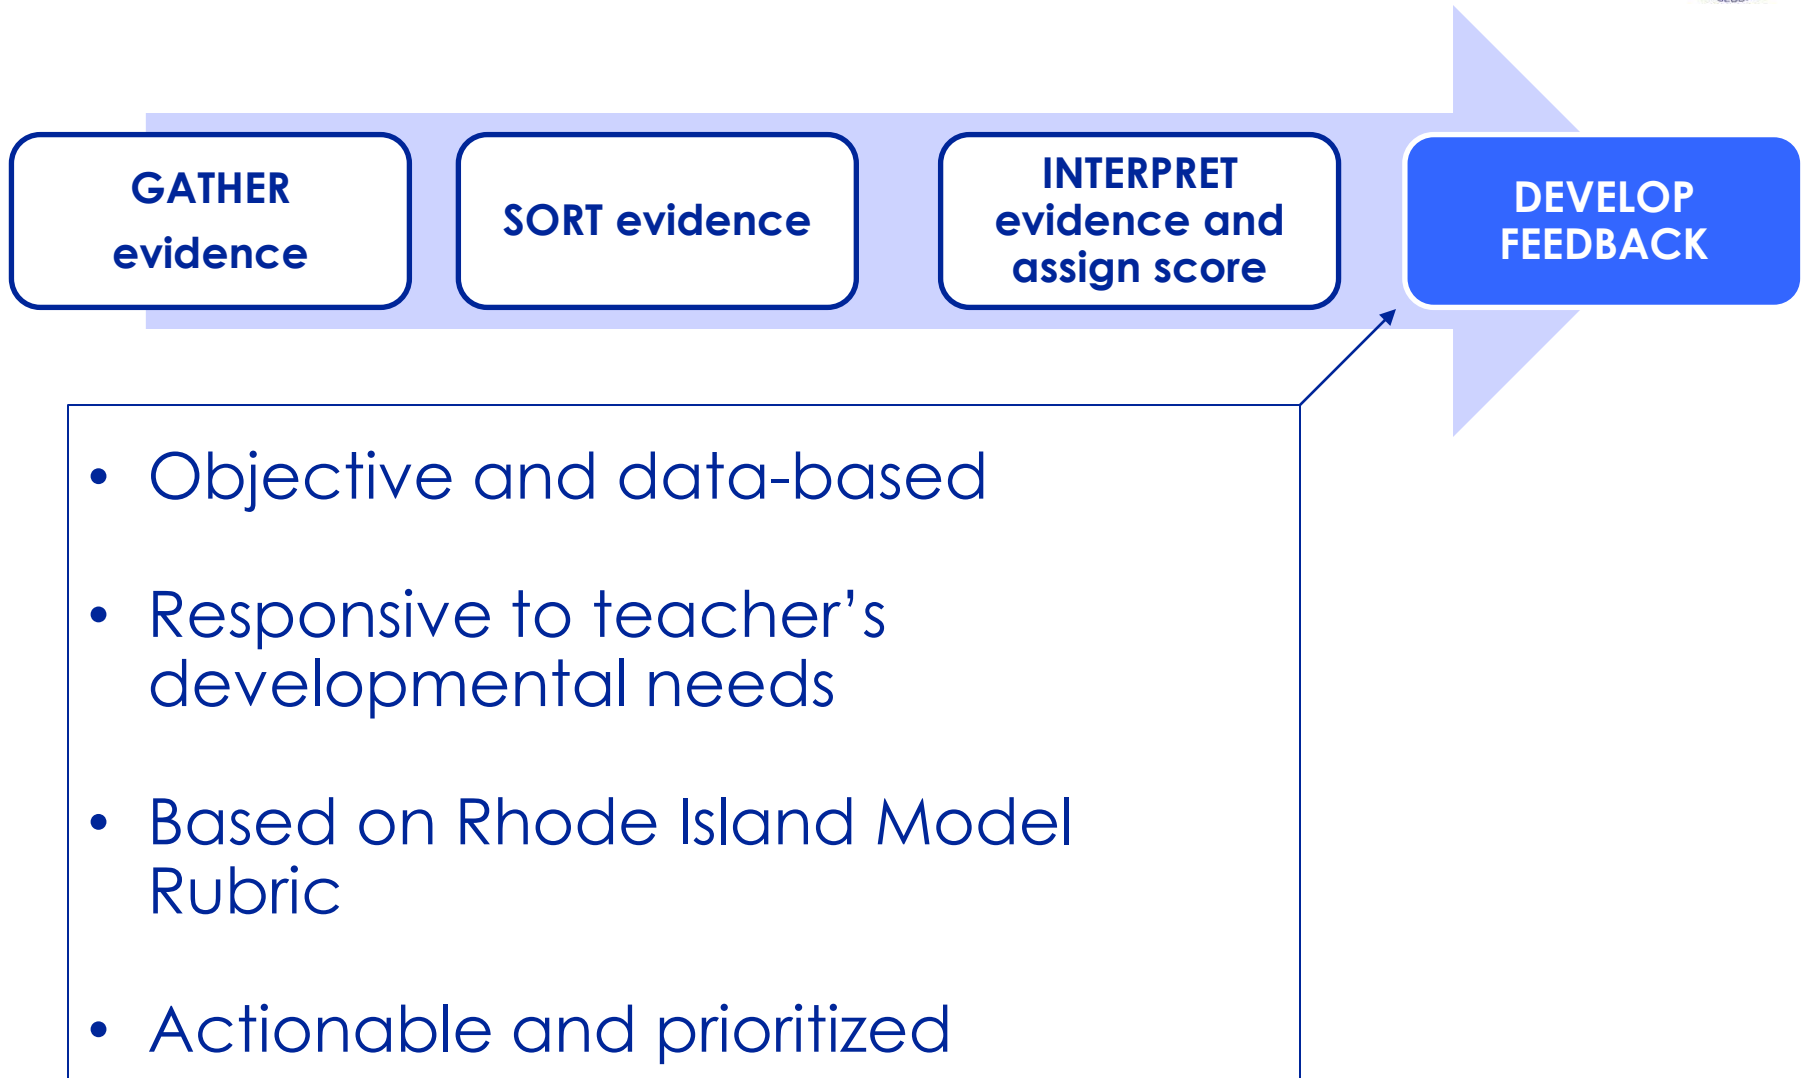 GATHER
evidence
SORT evidence
INTERPRET
evidence and
assign score
DEVELOP
FEEDBACK
• Objective and data-based
• Responsive to teacher’s
developmental needs
• Based on Rhode Island Model
Rubric
• Actionable and prioritized